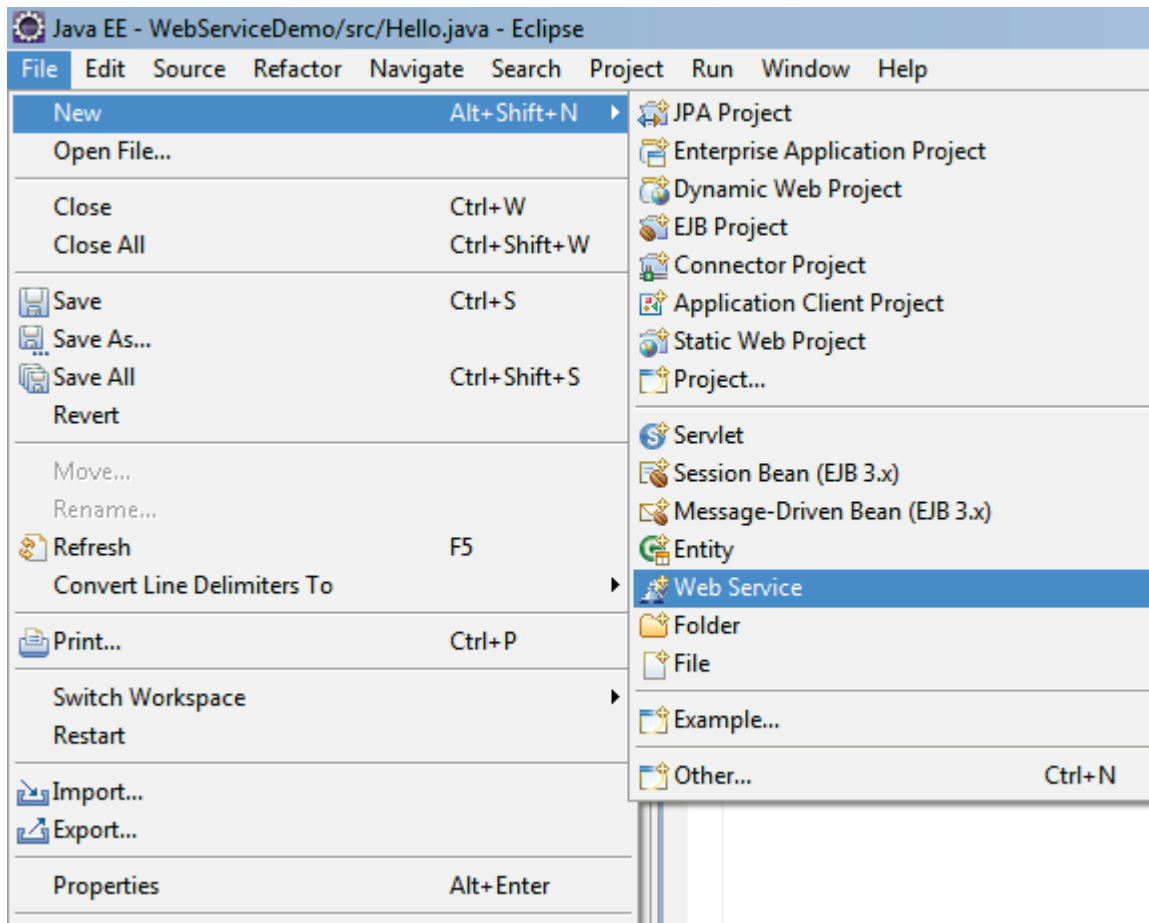 Java EE - WebServiceDemo/src/Hello.java - Eclipse
File Edit Source Refactor Navigate Search Project Run Window Help
New Alt+Shift+N
Open File...
Close Ctrl+W
Close All Ctrl+Shift+W
Save Ctrl+S
Save As...
Save All Ctrl+Shift+S
Revert
Move...
Rename...
Refresh F5
Convert Line Delimiters To
Print... Ctrl+P
Switch Workspace
Restart
Import...
Export...
Properties Alt+Enter
JPA Project
Enterprise Application Project
Dynamic Web Project
EJB Project
Connector Project
Application Client Project
Static Web Project
Project...
Servlet
Session Bean (EJB 3.x)
Message-Driven Bean (EJB 3.x)
Entity
Web Service
Folder
File
Example...
Other... Ctrl+N